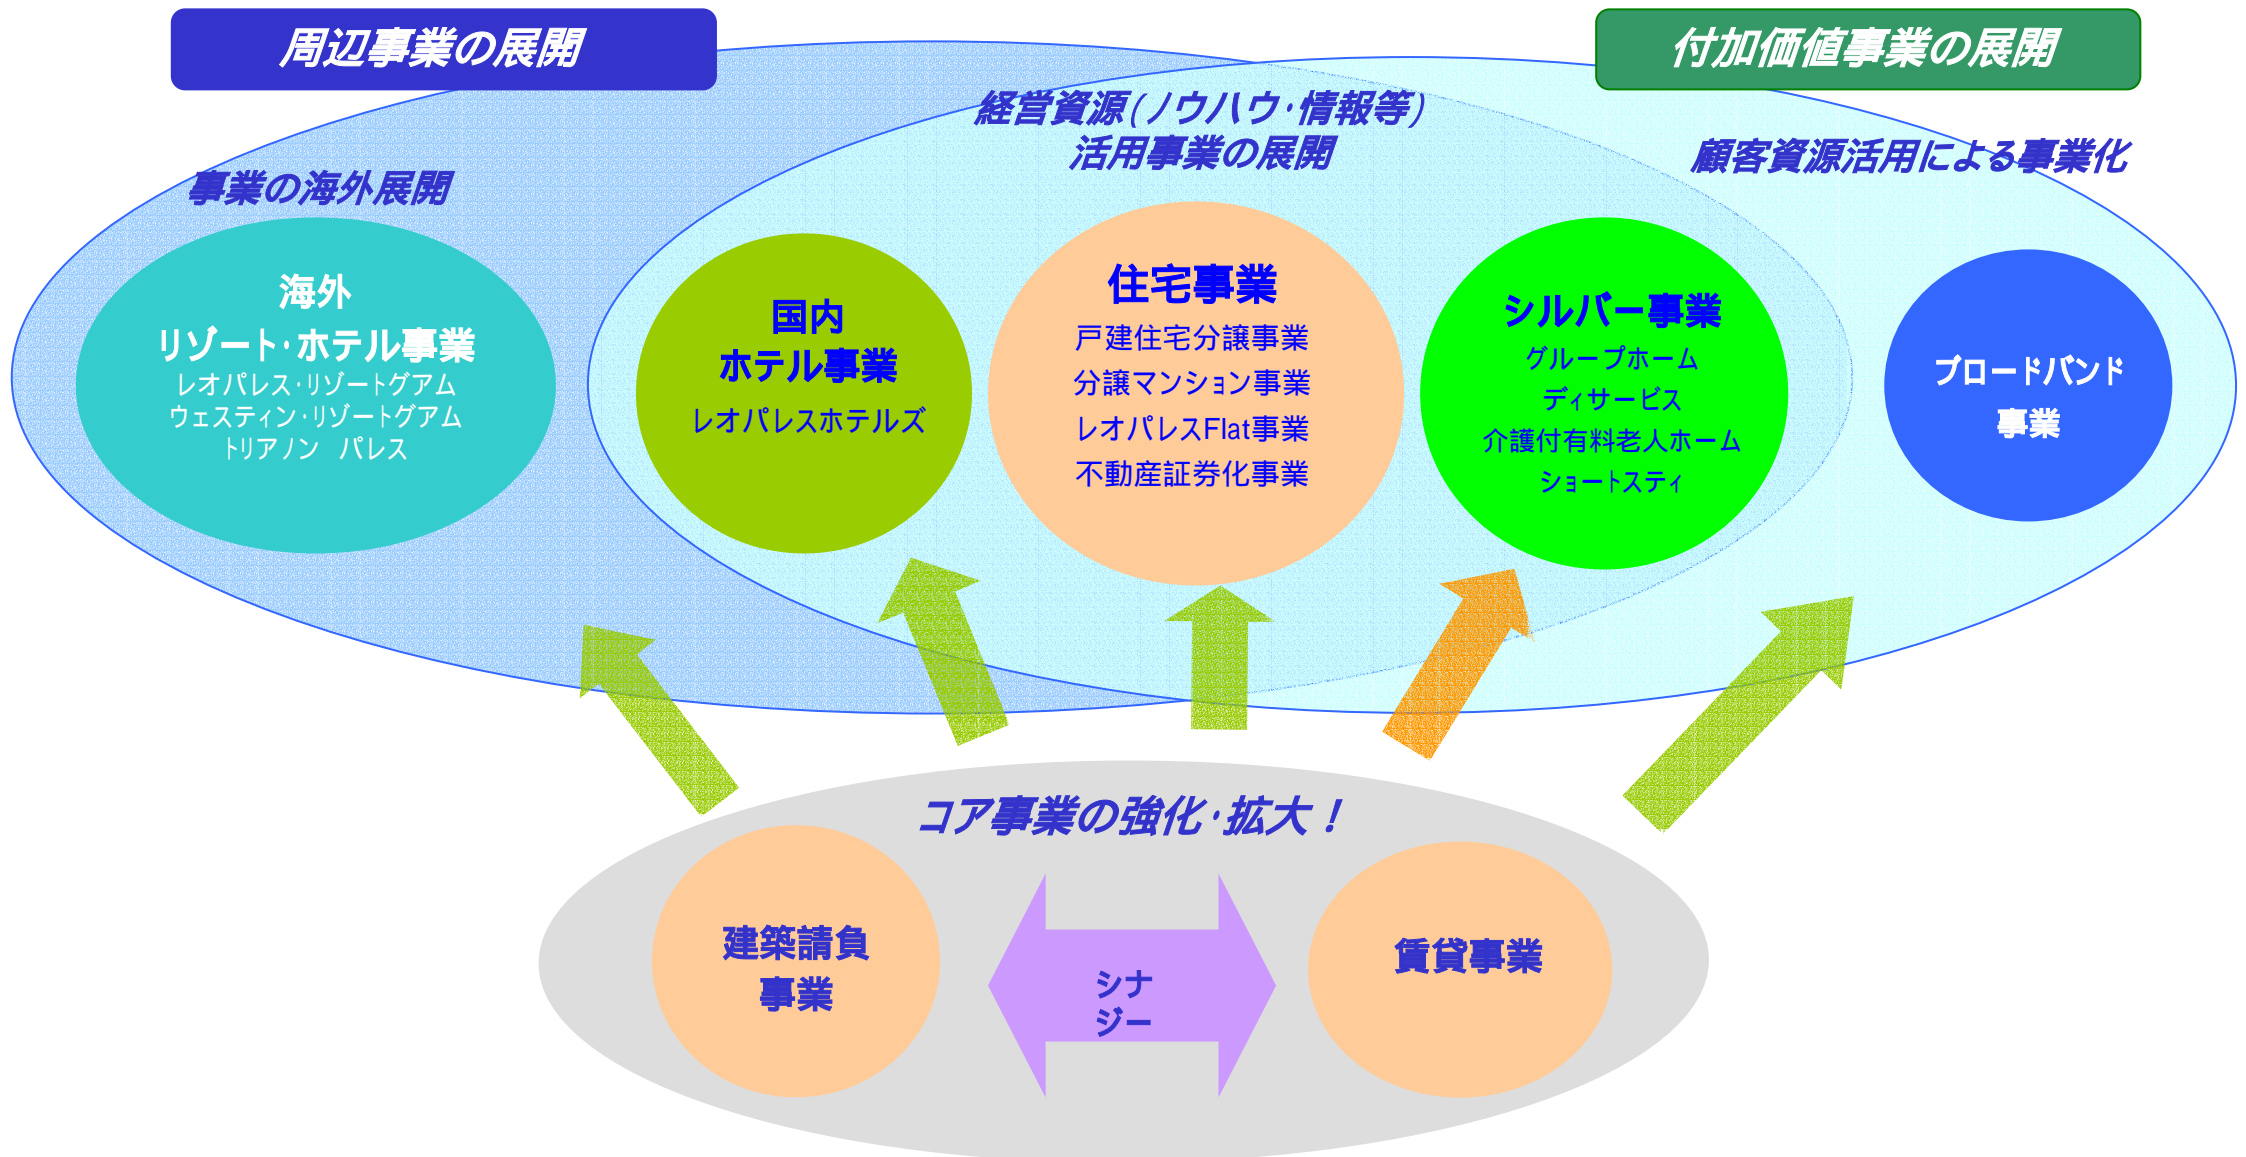 周辺事業の展開
付加価値事業の展開
経営資源(ノウハウ・情報等)
活用事業の展開
顧客資源活用による事業化
事業の海外展開
海外
リゾート・ホテル事業
レオパレス・リゾートグアム
ウェスティン・リゾートグアム
トリアノン　パレス
国内
ホテル事業
レオパレスホテルズ
住宅事業
戸建住宅分譲事業
分譲マンション事業
レオパレスFlat事業
不動産証券化事業
シルバー事業
グループホーム
ディサービス
介護付有料老人ホーム
ショートスティ
ブロードバンド
事業
コア事業の強化・拡大！
建築請負
事業
シナ
ジー
賃貸事業